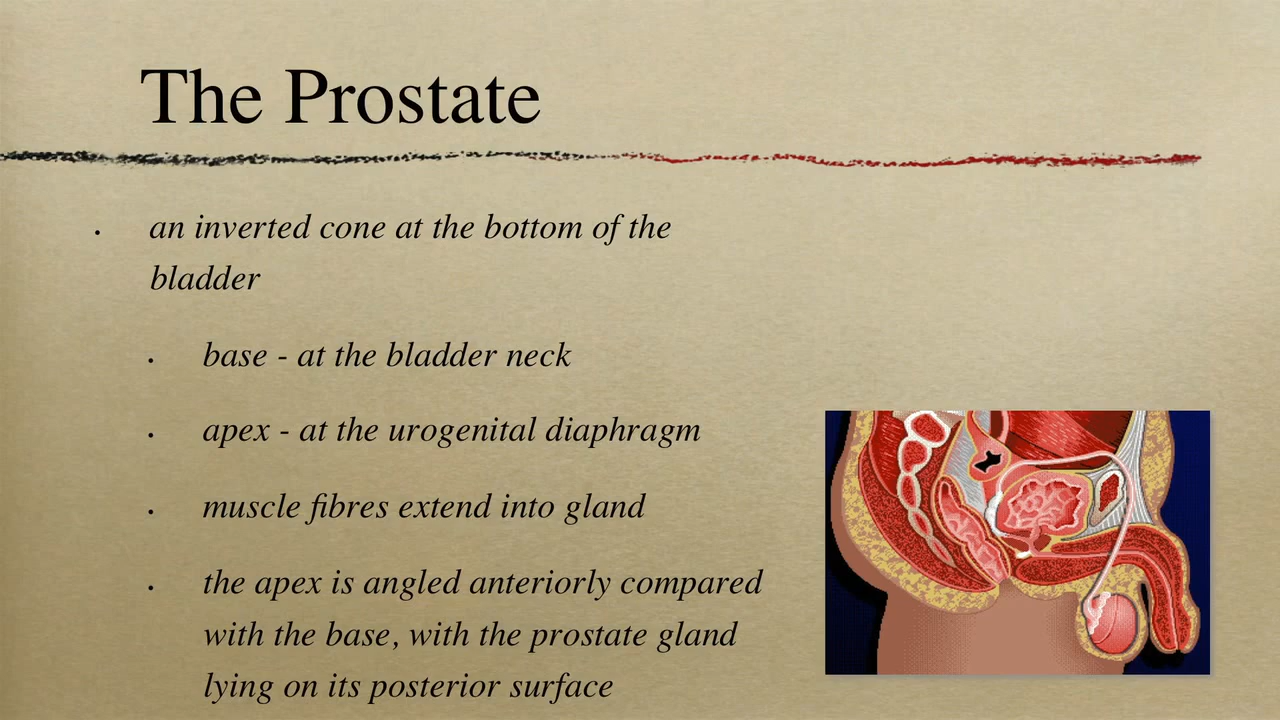 The Prostate
an inverted cone at the bottom of the
bladder
base - at the bladder neck
apex - at the urogenital diaphragm
muscle fibres extend into gland
the apex is angled anteriorly compared
with the base, with the prostate gland
lying on its posterior surface